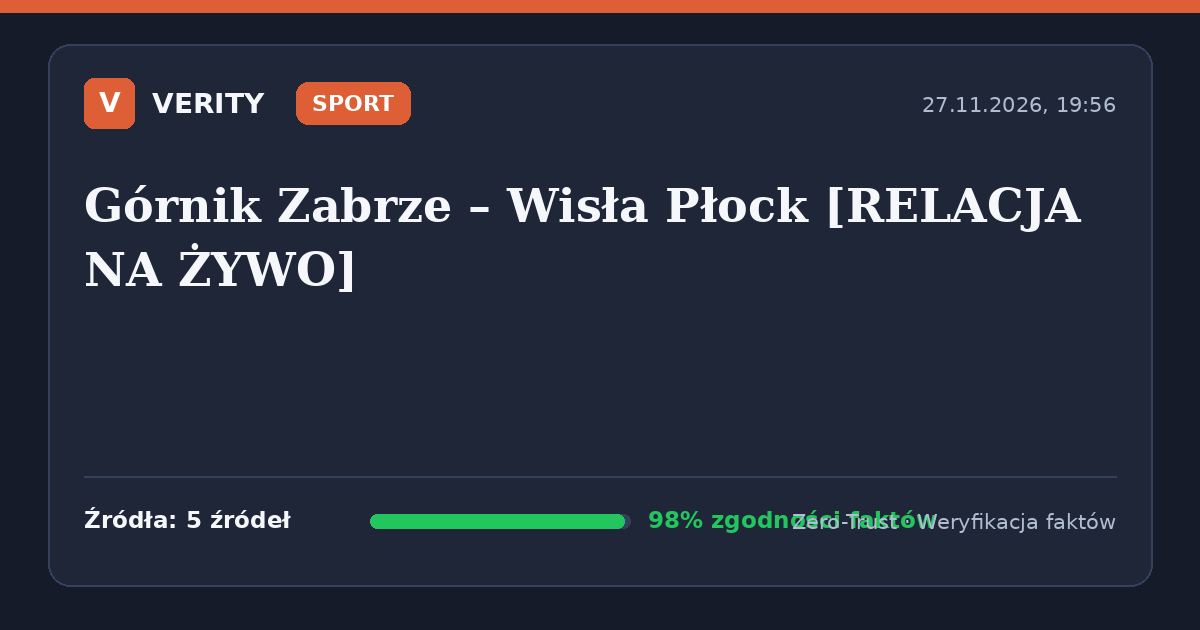 V VERITY SPORT 27.11.2026, 19:56
Górnik Zabrze – Wisła Płock [RELACJA
NA ŻYWO]
Źródła: 5 źródeł 98% zgodności faktów Zero-Trust · Weryfikacja faktów